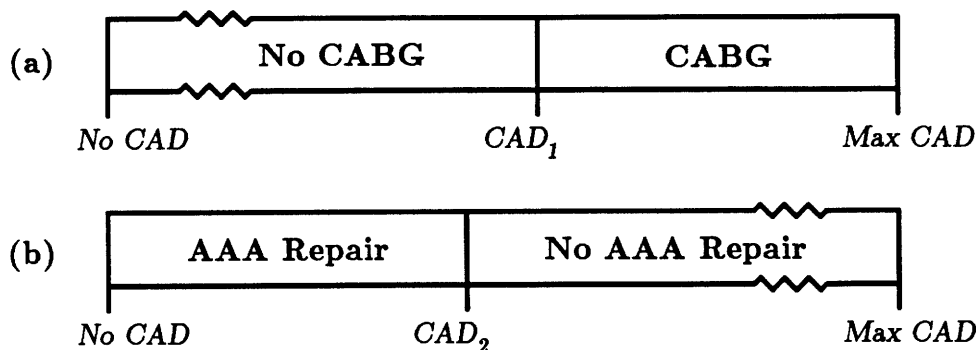 (a) No CABG CABG
No CAD CAD₁ Max CAD
(b) AAA Repair No AAA Repair
No CAD CAD₂ Max CAD